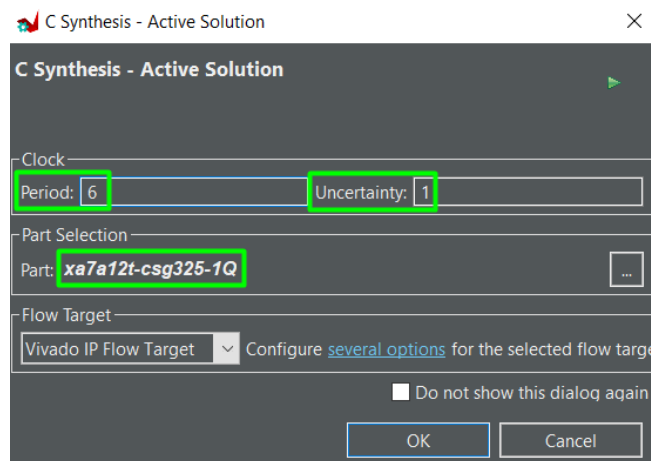 C Synthesis - Active Solution
C Synthesis - Active Solution
Clock
Period: 6 Uncertainty: 1
Part Selection
Part: xa7a12t-csg325-1Q ...
Flow Target
Vivado IP Flow Target Configure several options for the selected flow targe
Do not show this dialog again
OK Cancel